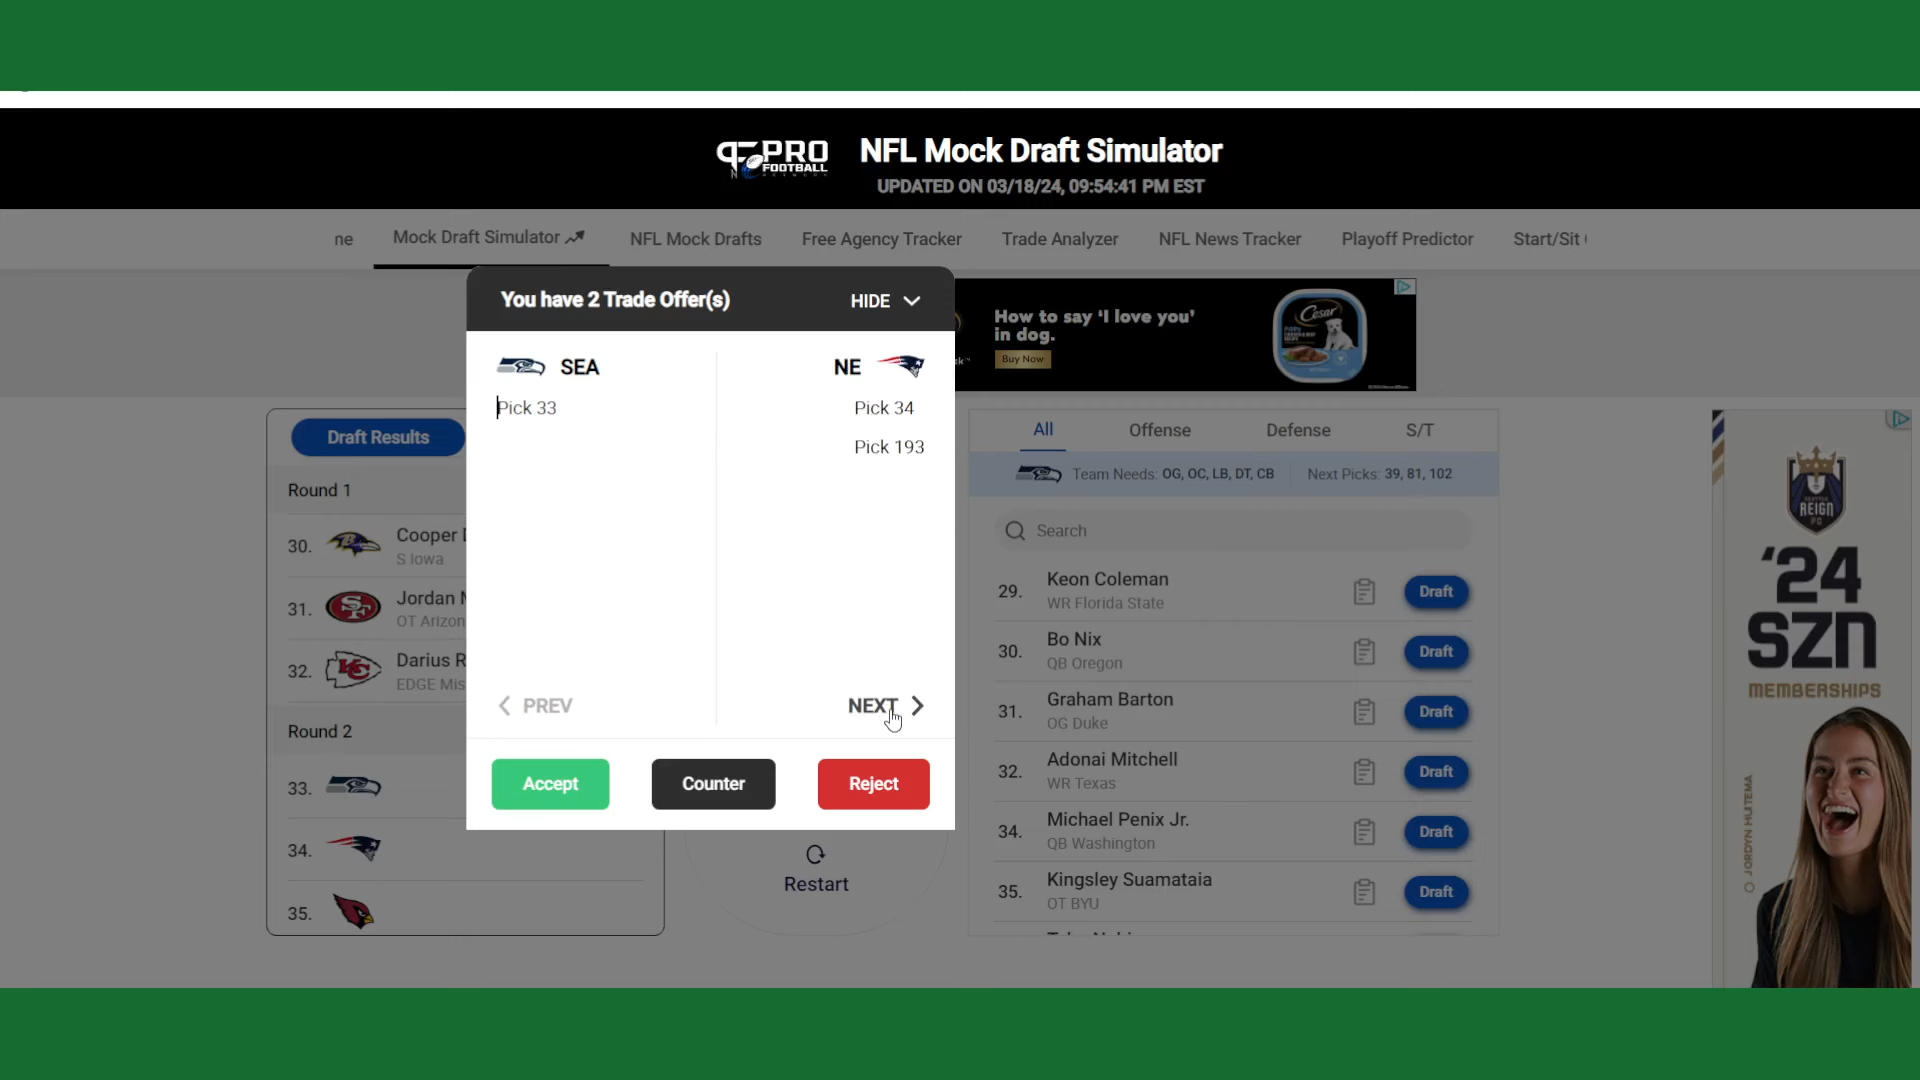 PRO
FOOTBALL
NFL Mock Draft Simulator
UPDATED ON 03/18/24, 09:54:41 PM EST
ne
Mock Draft Simulator
NFL Mock Drafts
Free Agency Tracker
Trade Analyzer
NFL News Tracker
Playoff Predictor
Start/Sit
You have 2 Trade Offer(s)
HIDE
SEA
NE
Pick 33
Pick 34
Pick 193
PREV
NEXT
Accept
Counter
Reject
How to say ‘I love you’
in dog.
Buy Now
Cesar
Draft Results
Round 1
30.
Cooper
S Iowa
31.
Jordan
OT Arizon
32.
Darius R
EDGE Mis
Round 2
33.
34.
35.
Restart
All
Offense
Defense
S/T
Team Needs: OG, OC, LB, DT, CB
Next Picks: 39, 81, 102
Search
29.
Keon Coleman
WR Florida State
Draft
30.
Bo Nix
QB Oregon
Draft
31.
Graham Barton
OG Duke
Draft
32.
Adonai Mitchell
WR Texas
Draft
34.
Michael Penix Jr.
QB Washington
Draft
35.
Kingsley Suamataia
OT BYU
Draft
REIGN
FC
‘24
SZN
MEMBERSHIPS
JORDYN HUITEMA